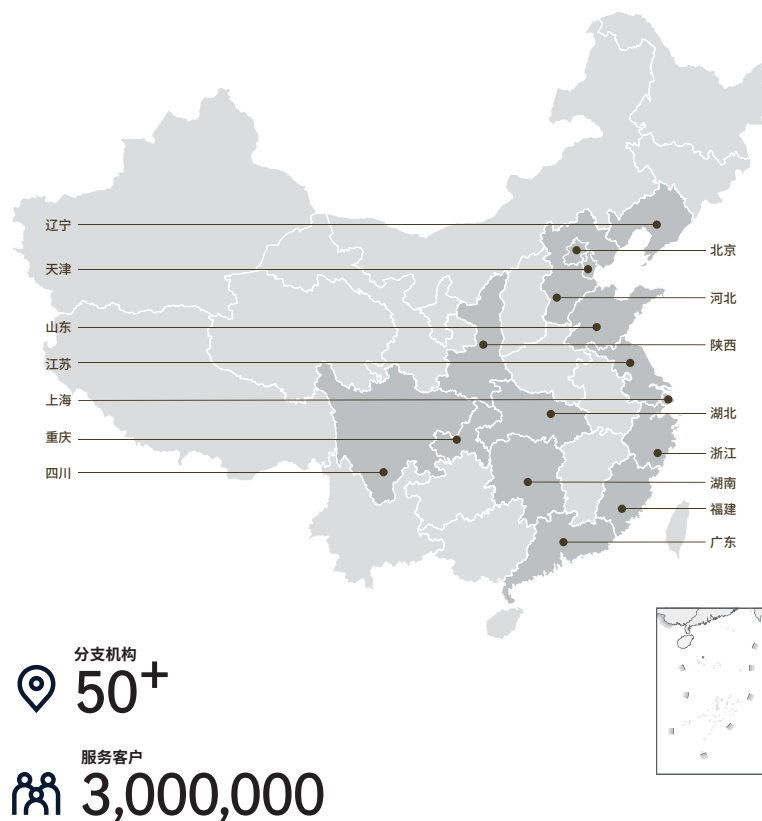 辽宁
北京
天津
河北
山东
陕西
江苏
上海
湖北
重庆
浙江
四川
湖南
福建
广东
分支机构
50+
服务客户
3,000,000